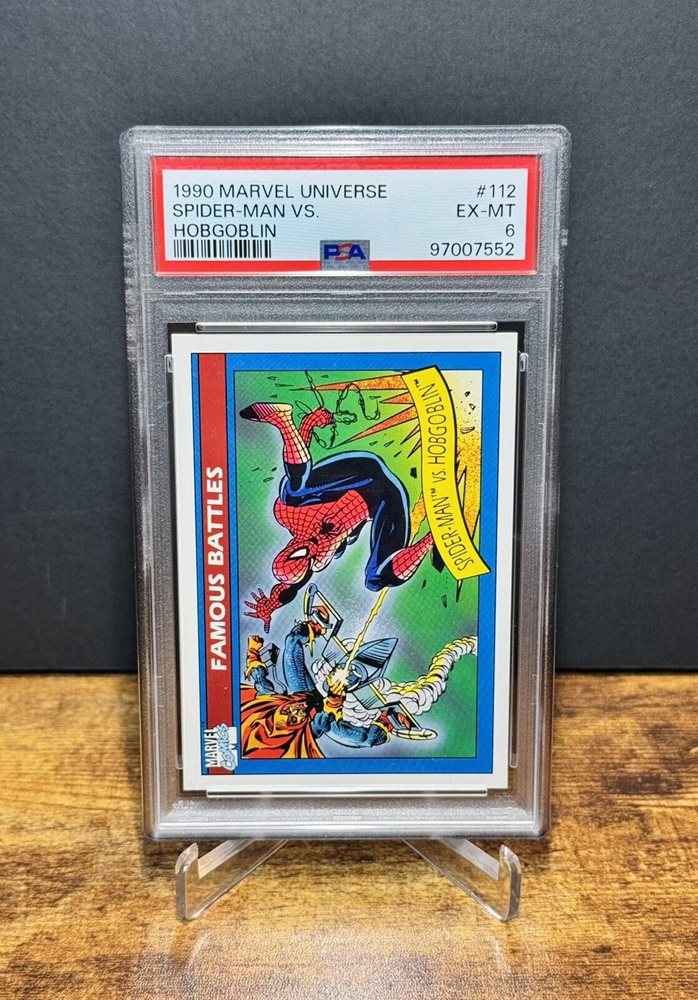 1990 MARVEL UNIVERSE #112
SPIDER-MAN VS. EX-MT
HOBGOBLIN 6
PSA 97007552
FAMOUS BATTLES
SPIDER-MAN™ VS. HOBGOBLIN™
MARVEL
COMICS